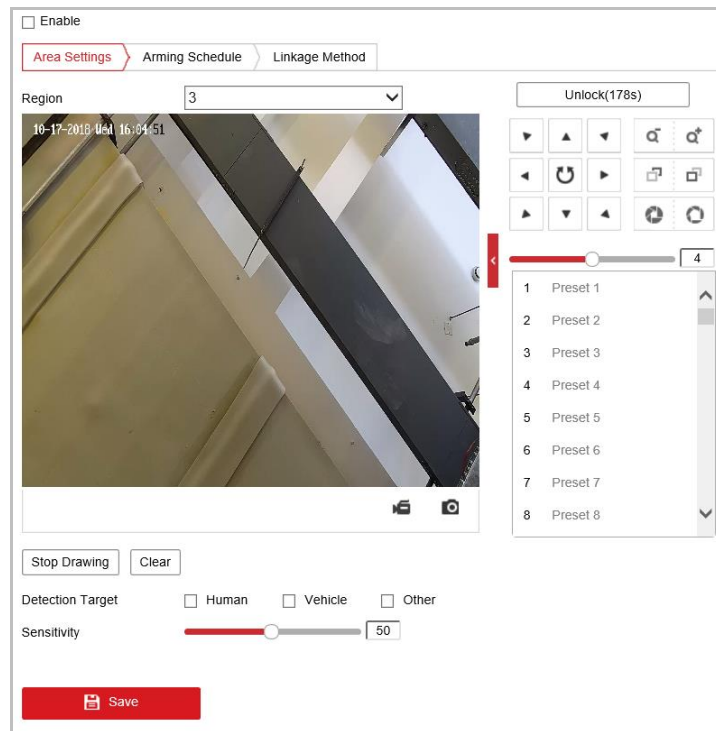 Enable
Area Settings Arming Schedule Linkage Method
Region 3
Unlock(178s)
10-17-2018 Wed 16:04:51
4
1 Preset 1
2 Preset 2
3 Preset 3
4 Preset 4
5 Preset 5
6 Preset 6
7 Preset 7
8 Preset 8
Stop Drawing Clear
Detection Target Human Vehicle Other
Sensitivity 50
Save